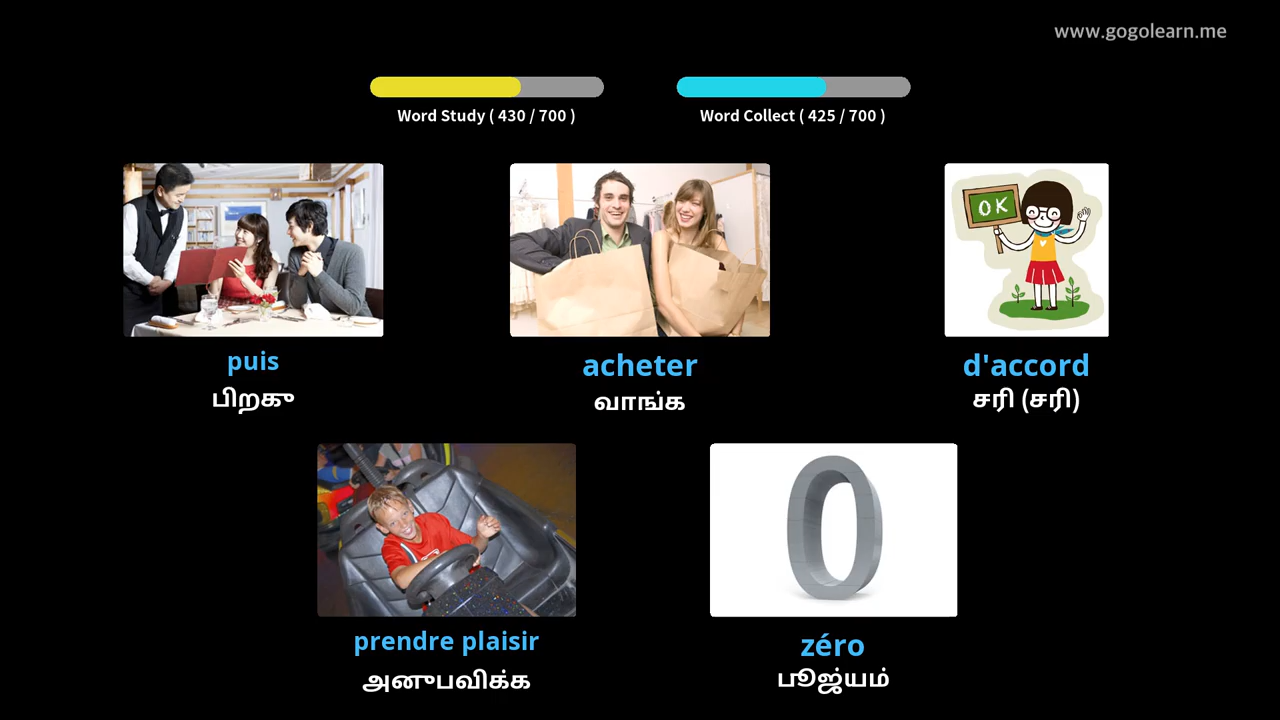 www.gogolearn.me
Word Study ( 430 / 700 )
Word Collect ( 425 / 700 )
OK
puis
பிறகு
acheter
வாங்க
d'accord
சரி (சரி)
prendre plaisir
அனுபவிக்க
zéro
பூஜ்யம்
0